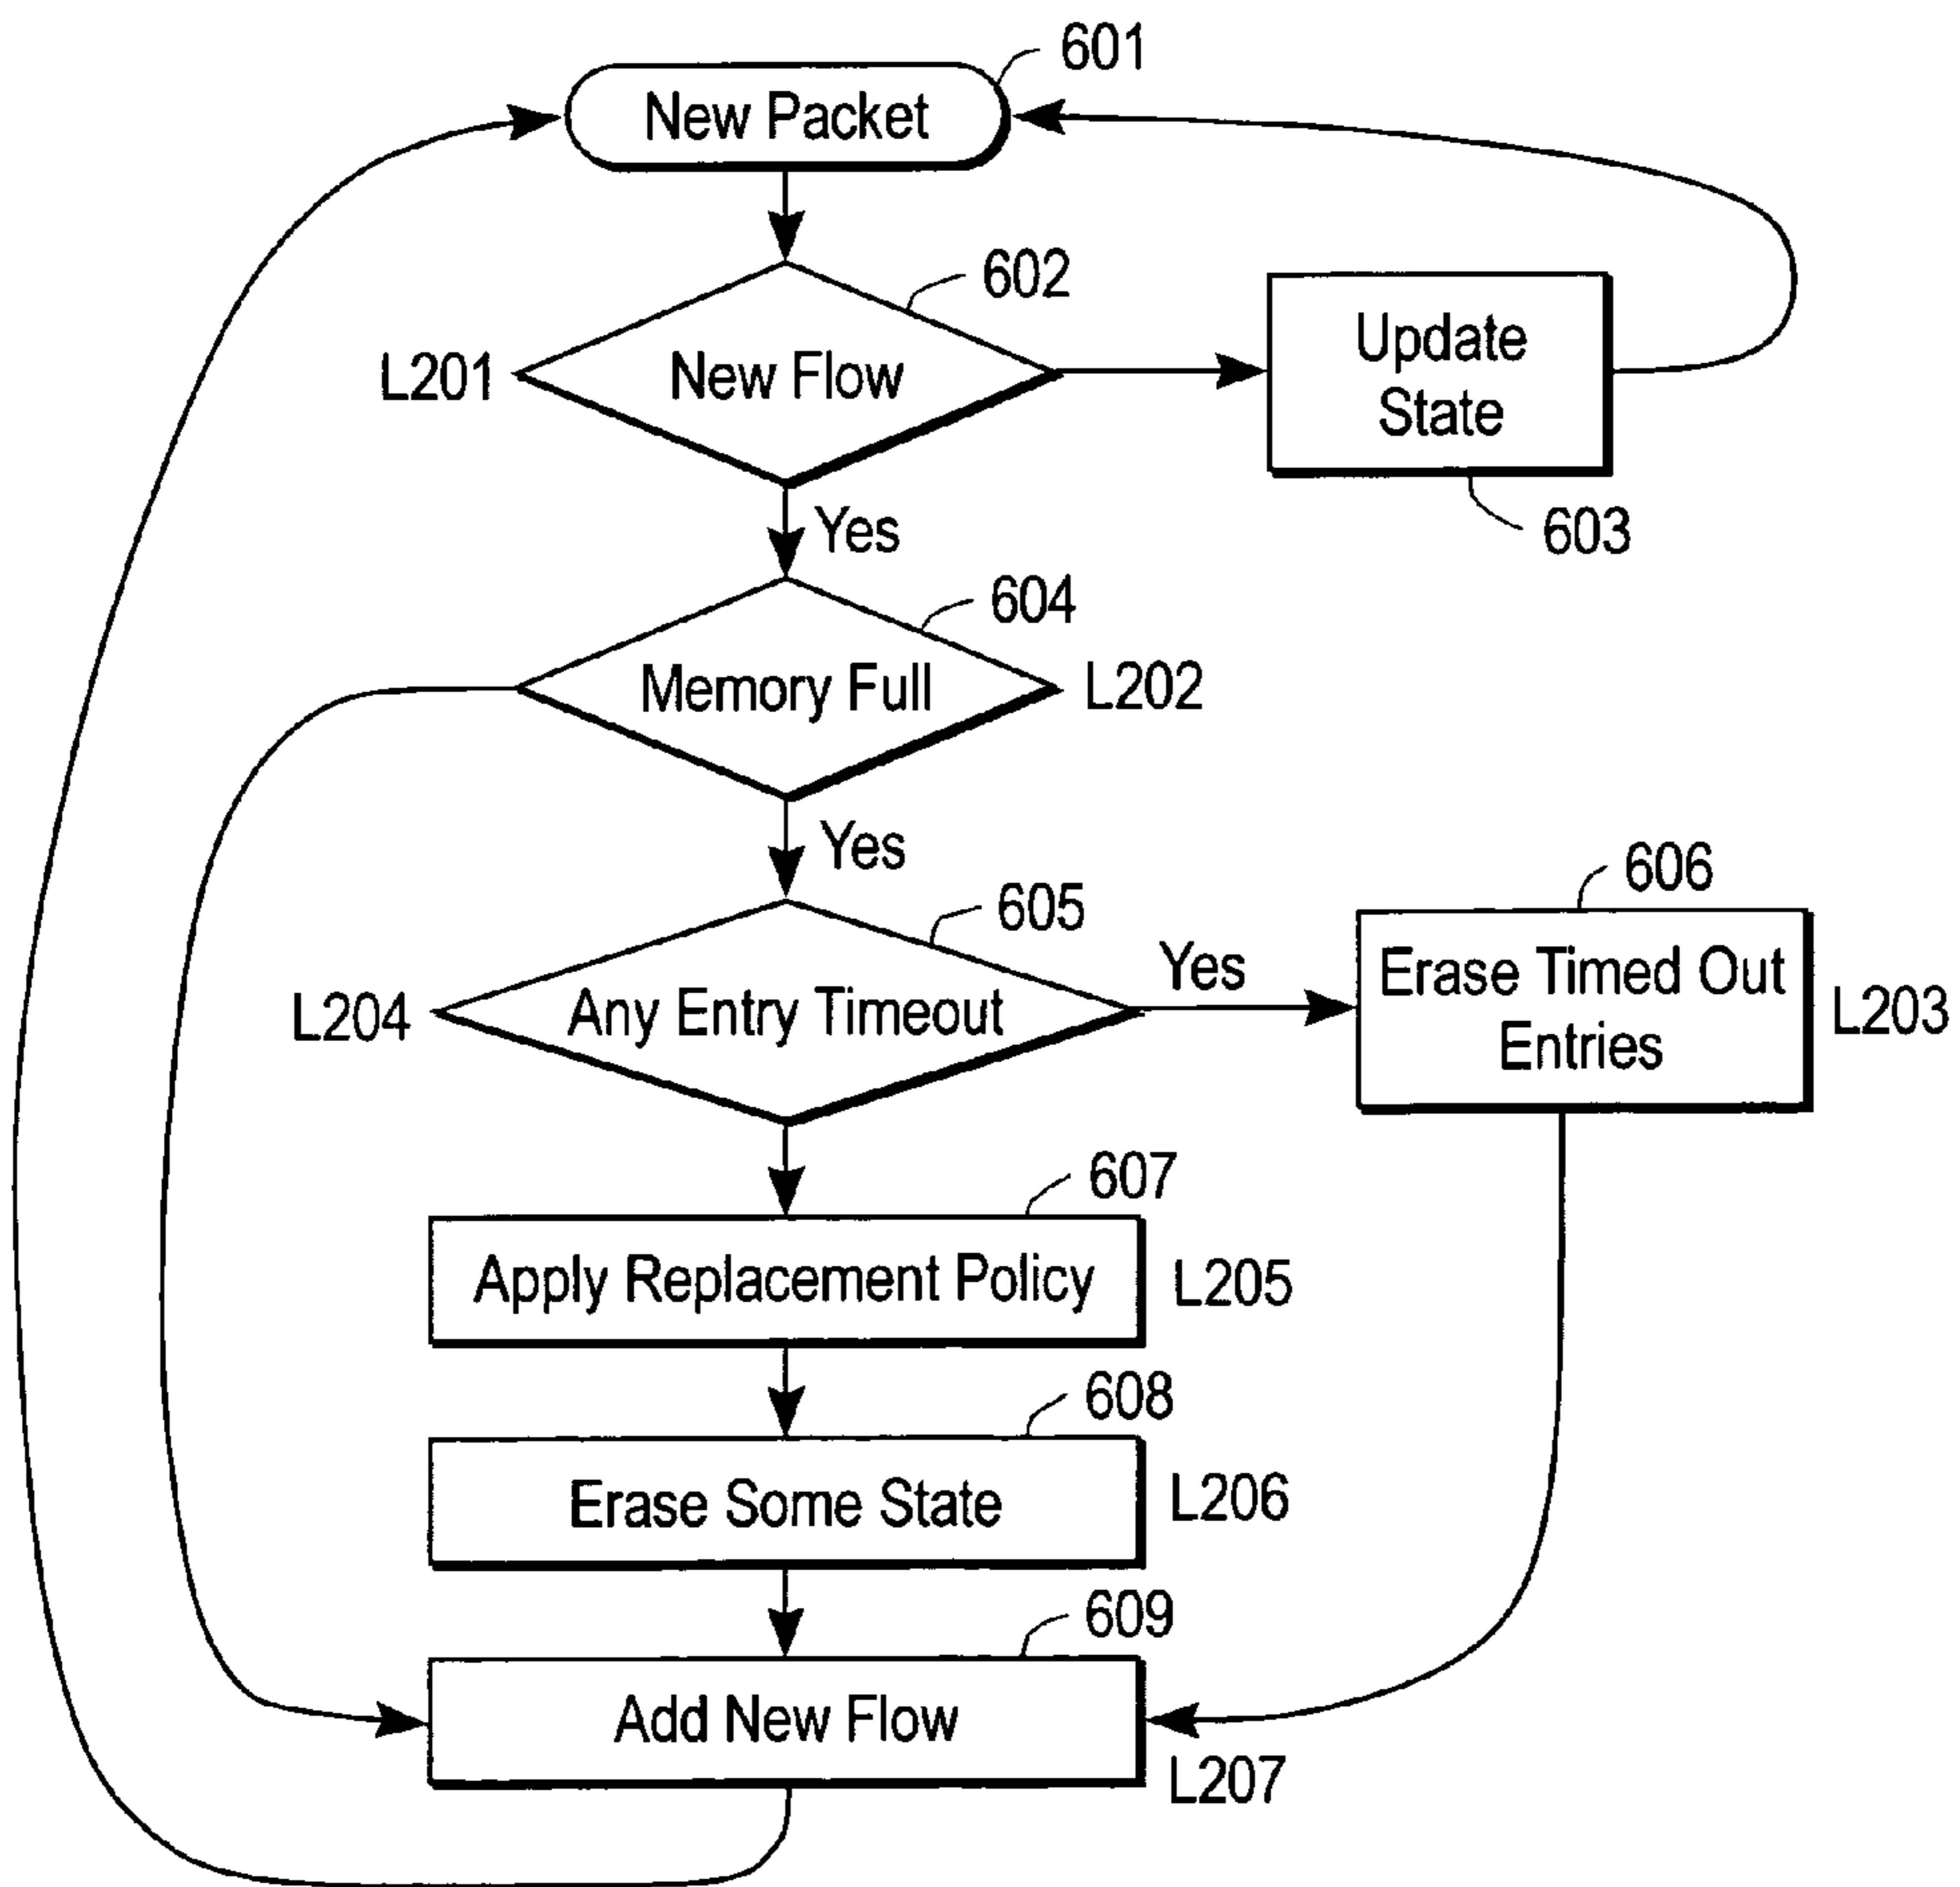 601
New Packet
602
L201
New Flow
Update
State
603
Yes
604
Memory Full
L202
Yes
605
606
L204
Any Entry Timeout
Yes
Erase Timed Out
Entries
L203
607
Apply Replacement Policy
L205
608
Erase Some State
L206
609
Add New Flow
L207